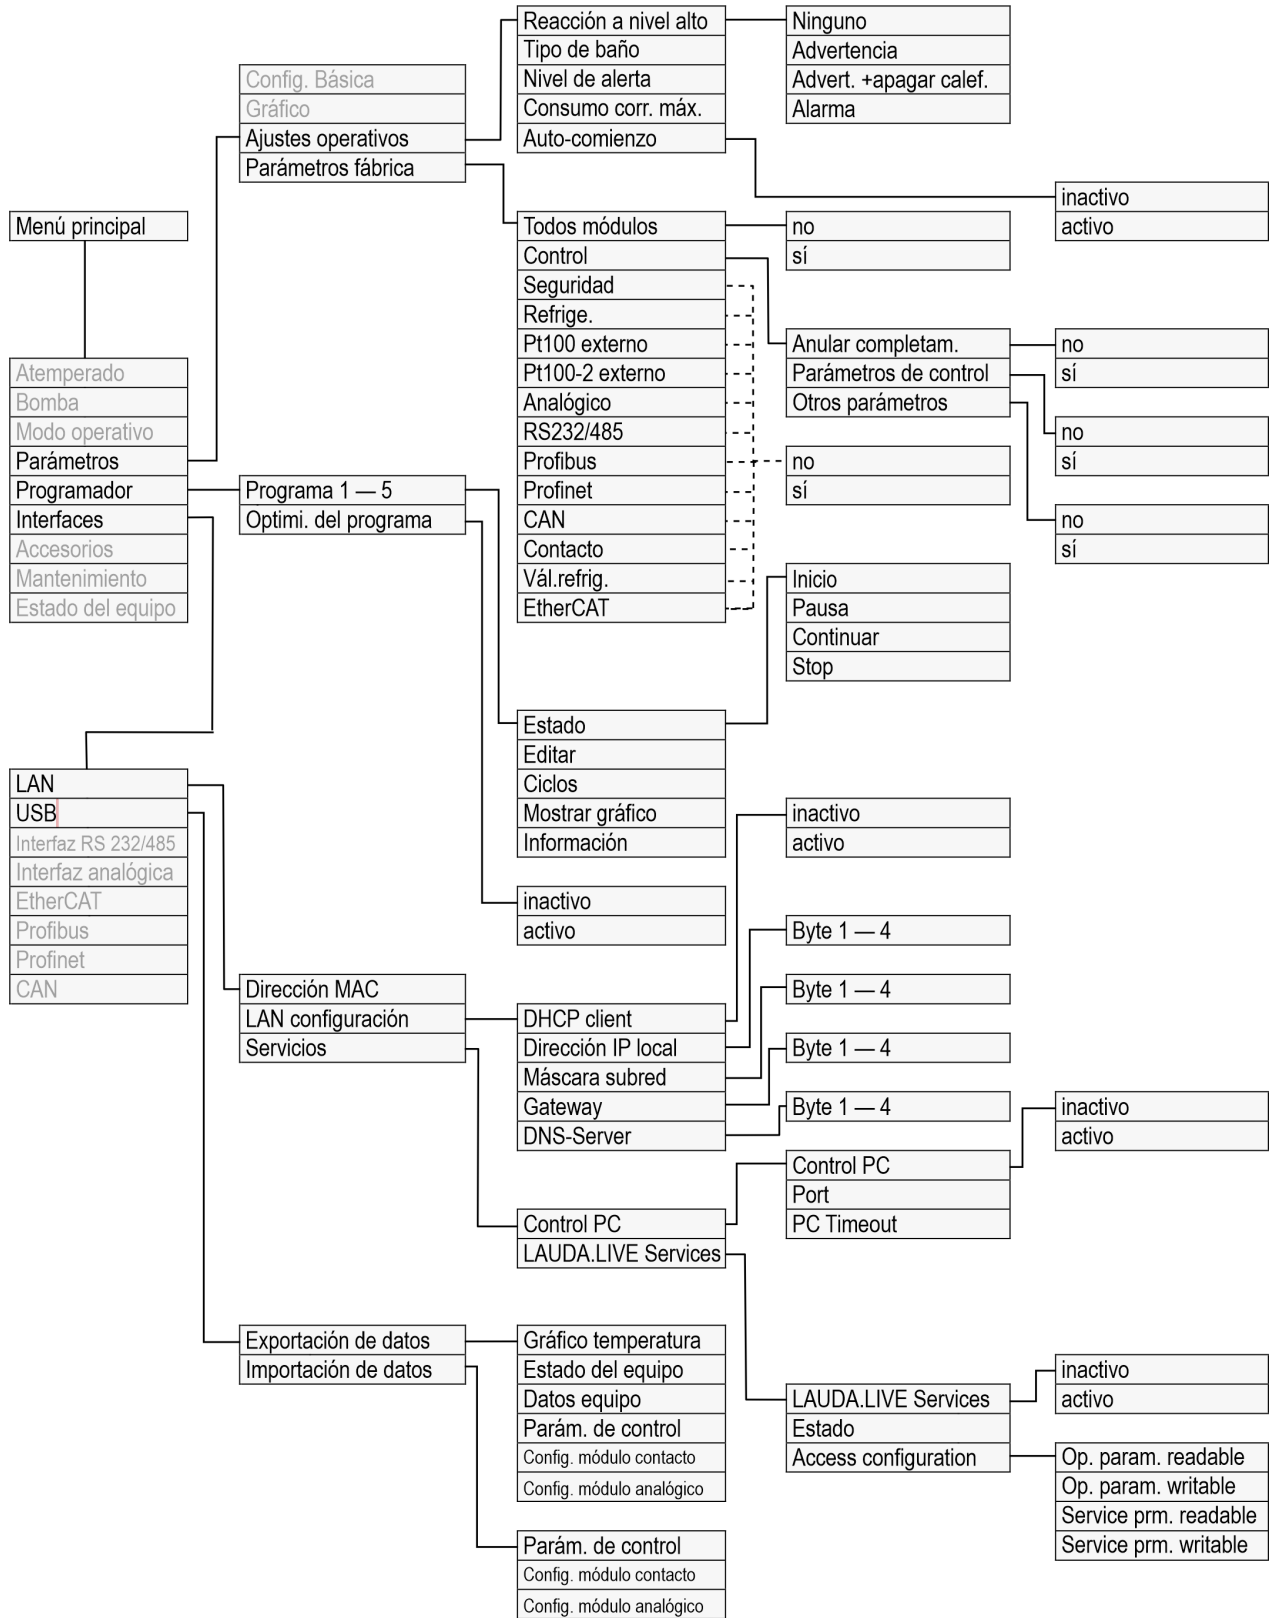 Menú principal
Atemperado
Bomba
Modo operativo
Parámetros
Programador
Interfaces
Accesorios
Mantenimiento
Estado del equipo
LAN
USB
Interfaz RS 232/485
Interfaz analógica
EtherCAT
Profibus
Profinet
CAN
Config. Básica
Gráfico
Ajustes operativos
Parámetros fábrica
Programa 1 — 5
Optimi. del programa
Dirección MAC
LAN configuración
Servicios
Exportación de datos
Importación de datos
Reacción a nivel alto
Tipo de baño
Nivel de alerta
Consumo corr. máx.
Auto-comienzo
Todos módulos
Control
Seguridad
Refrige.
Pt100 externo
Pt100-2 externo
Analógico
RS232/485
Profibus
Profinet
CAN
Contacto
Vál.refrig.
EtherCAT
Estado
Editar
Ciclos
Mostrar gráfico
Información
inactivo
activo
DHCP client
Dirección IP local
Máscara subred
Gateway
DNS-Server
Control PC
LAUDA.LIVE Services
Gráfico temperatura
Estado del equipo
Datos equipo
Parám. de control
Config. módulo contacto
Config. módulo analógico
Parám. de control
Config. módulo contacto
Config. módulo analógico
Ninguno
Advertencia
Advert. +apagar calef.
Alarma
no
sí
Anular completam.
Parámetros de control
Otros parámetros
no
sí
Inicio
Pausa
Continuar
Stop
inactivo
activo
Byte 1 — 4
Byte 1 — 4
Byte 1 — 4
Byte 1 — 4
Control PC
Port
PC Timeout
LAUDA.LIVE Services
Estado
Access configuration
inactivo
activo
no
sí
no
sí
no
sí
inactivo
activo
inactivo
activo
Op. param. readable
Op. param. writable
Service prm. readable
Service prm. writable